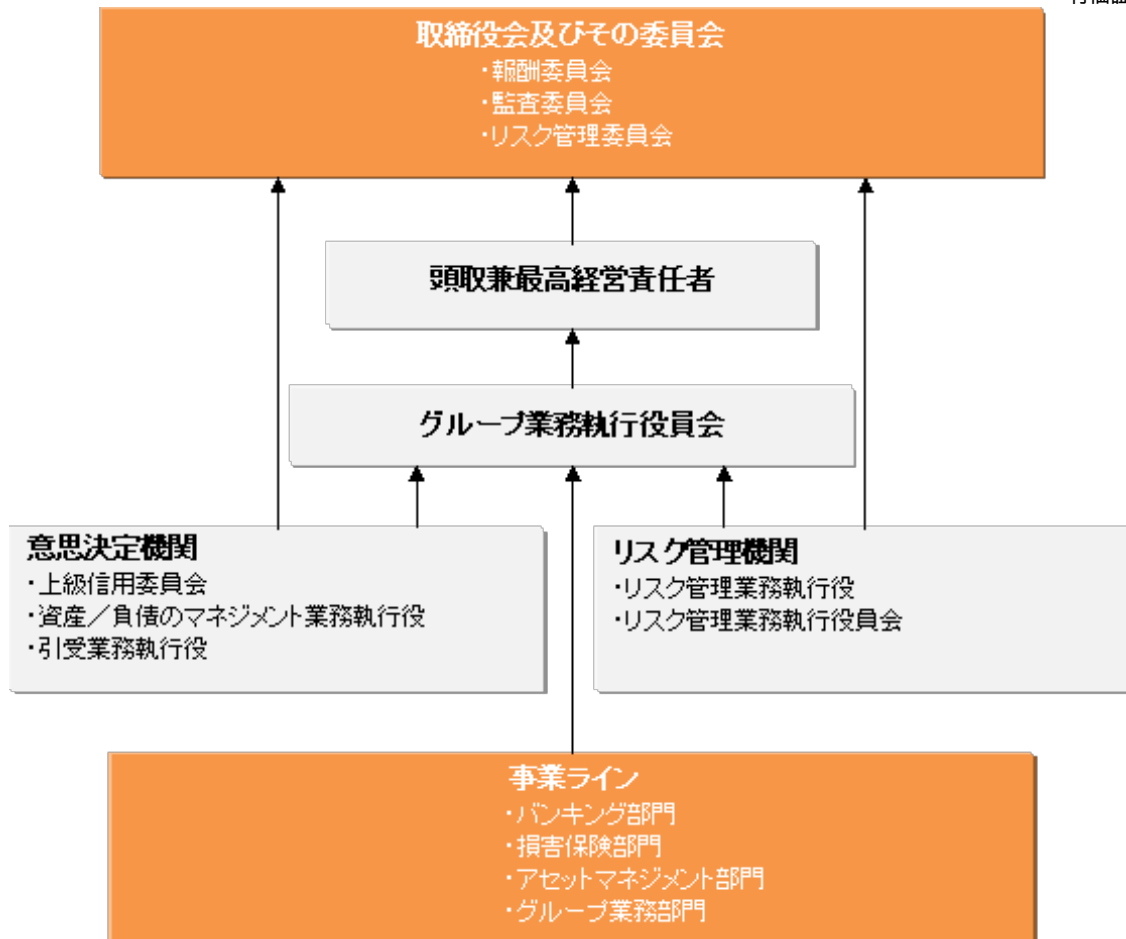 取締役会及びその委員会
・報酬委員会
・監査委員会
・リスク管理委員会
頭取兼最高経営責任者
グループ業務執行役員会
意思決定機関
・上級信用委員会
・資産／負債のマネジメント業務執行役
・引受業務執行役
リスク管理機関
・リスク管理業務執行役
・リスク管理業務執行役員会
事業ライン
・バンキング部門
・損害保険部門
・アセットマネジメント部門
・グループ業務部門